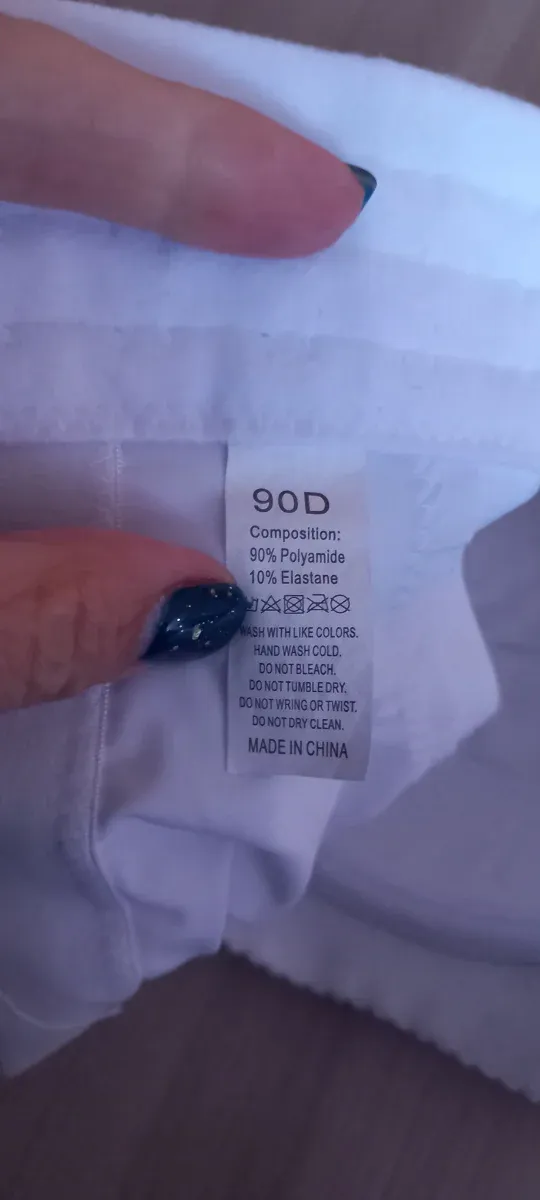 90D
Composition:
90% Polyamide
10% Elastane
WASH WITH LIKE COLORS.
HAND WASH COLD.
DO NOT BLEACH.
DO NOT TUMBLE DRY.
DO NOT WRING OR TWIST.
DO NOT DRY CLEAN.
MADE IN CHINA